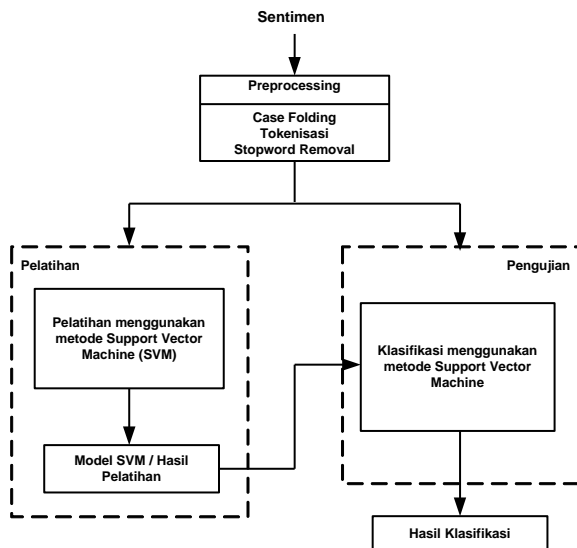 Sentimen
Preprocessing
Case Folding
Tokenisasi
Stopword Removal
Pelatihan
Pelatihan menggunakan
metode Support Vector
Machine (SVM)
Model SVM / Hasil
Pelatihan
Pengujian
Klasifikasi menggunakan
metode Support Vector
Machine
Hasil Klasifikasi